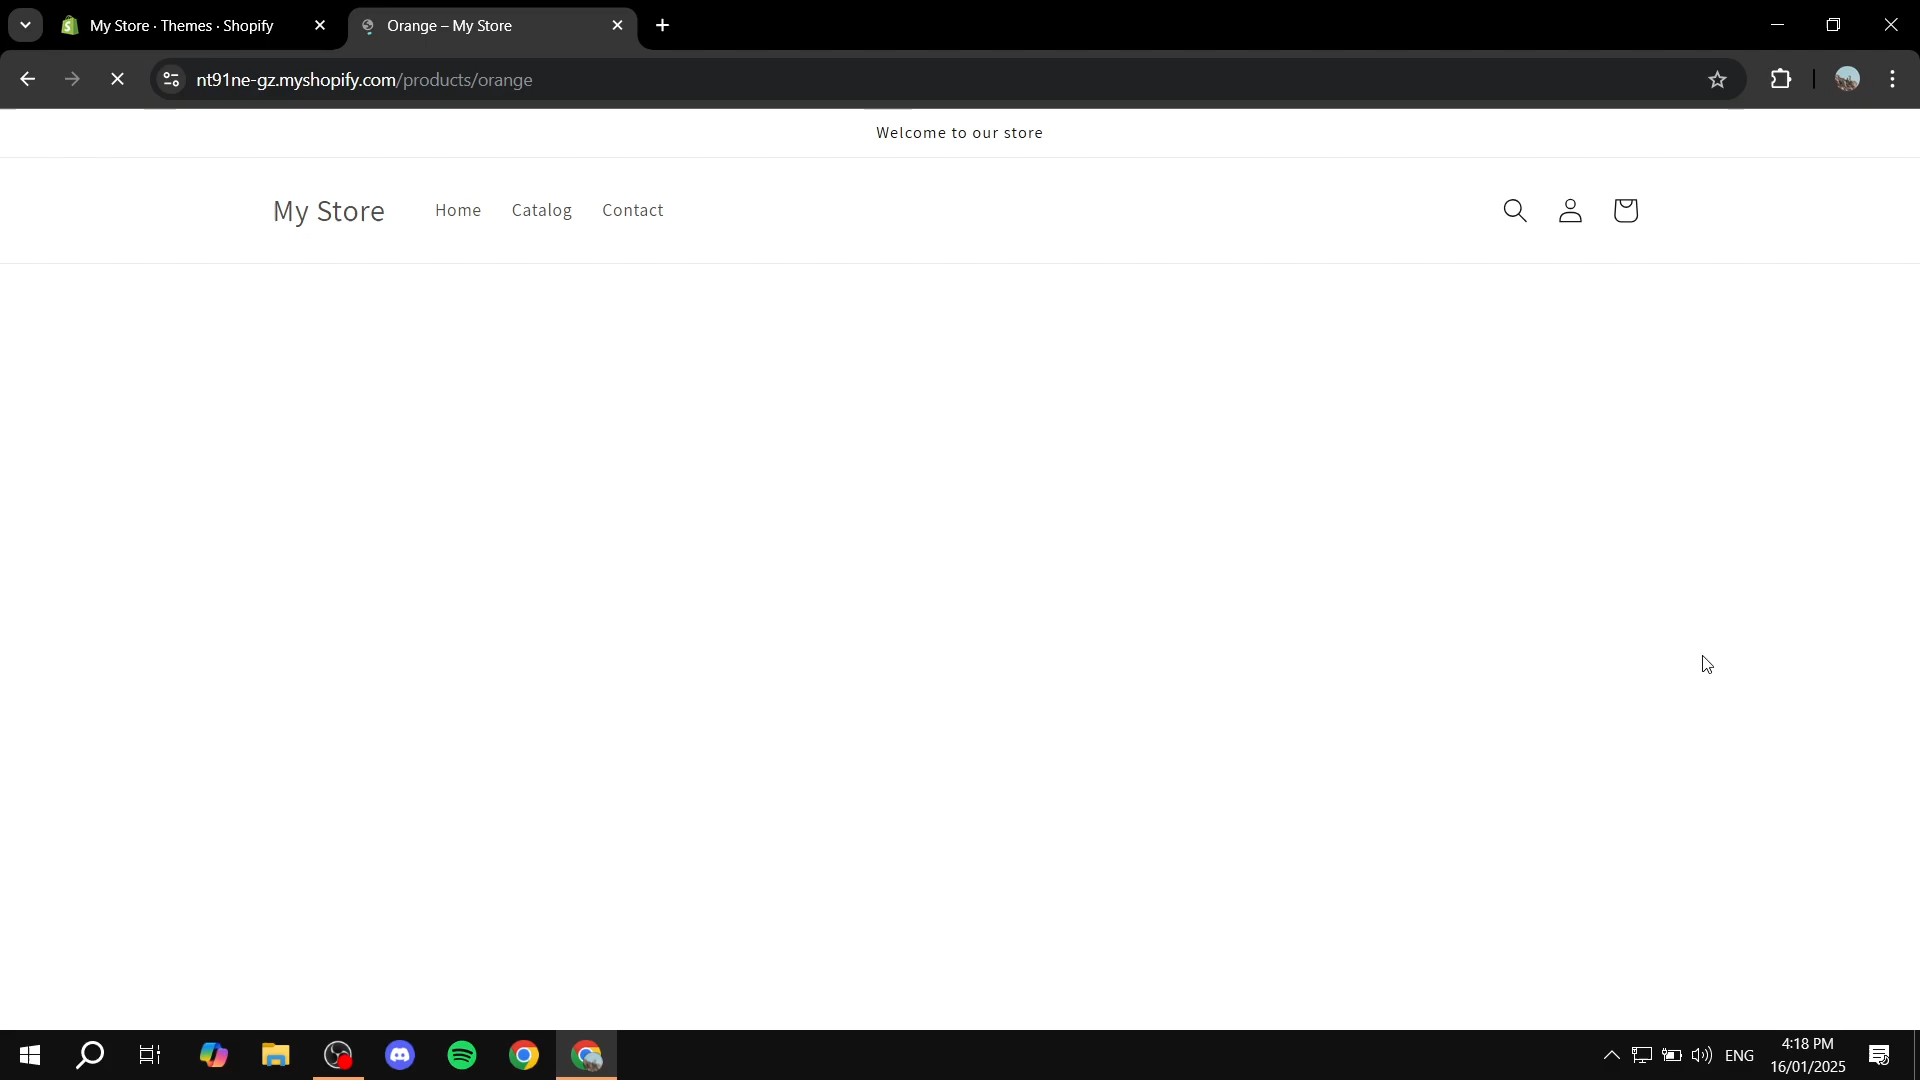 My Store · Themes · Shopify
Orange – My Store
nt91ne-gz.myshopify.com/products/orange
Welcome to our store
My Store
Home
Catalog
Contact
ENG
4:18 PM
16/01/2025